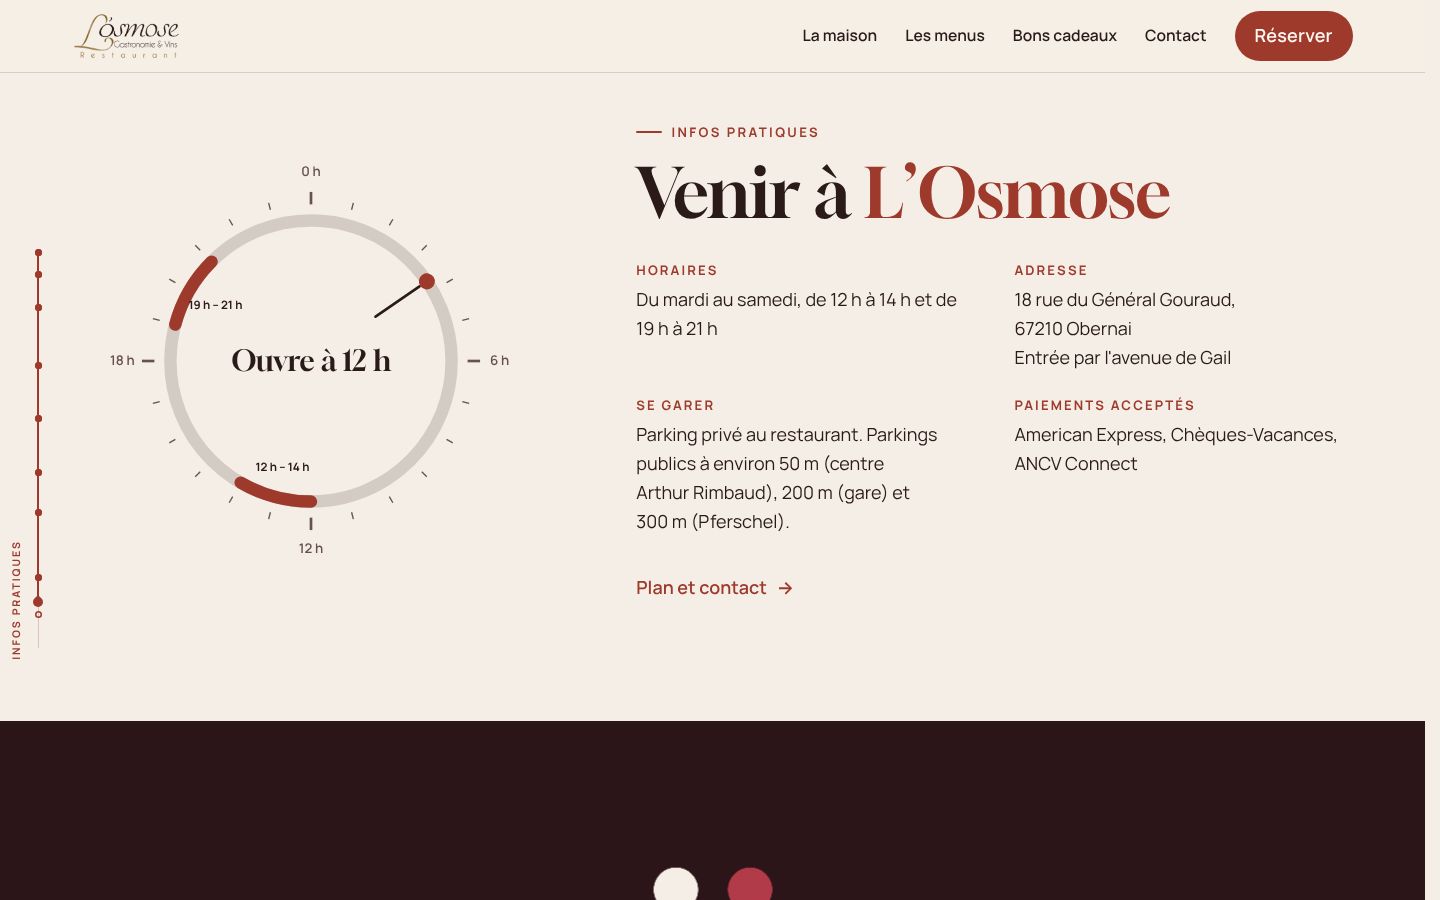 L'osmose
Gastronomie & Vins
Restaurant
La maison
Les menus
Bons cadeaux
Contact
Réserver
0 h
19 h – 21 h
18 h
Ouvre à 12 h
6 h
12 h – 14 h
12 h
INFOS PRATIQUES
INFOS PRATIQUES
Venir à L’Osmose
HORAIRES
Du mardi au samedi, de 12 h à 14 h et de
19 h à 21 h
ADRESSE
18 rue du Général Gouraud,
67210 Obernai
Entrée par l'avenue de Gail
SE GARER
Parking privé au restaurant. Parkings
publics à environ 50 m (centre
Arthur Rimbaud), 200 m (gare) et
300 m (Pferschel).
PAIEMENTS ACCEPTÉS
American Express, Chèques-Vacances,
ANCV Connect
Plan et contact →